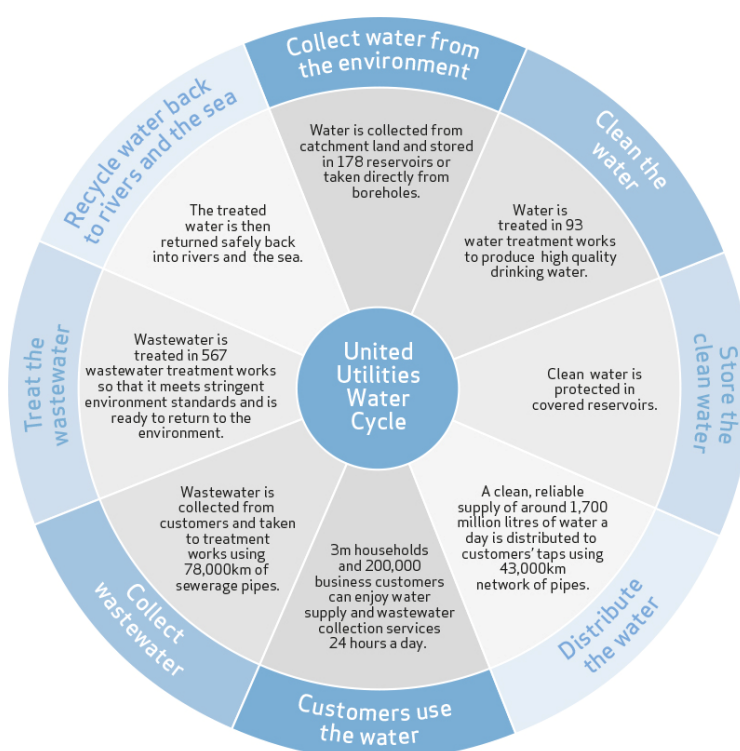 Collect water from
the environment
Water is collected from
catchment land and stored
in 178 reservoirs or
taken directly from
boreholes.
Clean the
water
Water is
treated in 93
water treatment works
to produce high quality
drinking water.
Store the
clean water
Clean water is
protected in
covered reservoirs.
Distribute
the water
A clean, reliable
supply of around 1,700
million litres of water a
day is distributed to
customers' taps using
43,000km
network of pipes.
Customers use
the water
3m households
and 200,000
business customers
can enjoy water
supply and wastewater
collection services
24 hours a day.
Collect
wastewater
Wastewater is
collected from
customers and taken
to treatment
works using
78,000km of
sewerage pipes.
Treat the
wastewater
Wastewater is
treated in 567
wastewater treatment works
so that it meets stringent
environment standards and is
ready to return to the
environment.
Recycle water back
to rivers and the sea
The treated
water is then
returned safely back
into rivers and the sea.
United
Utilities
Water
Cycle